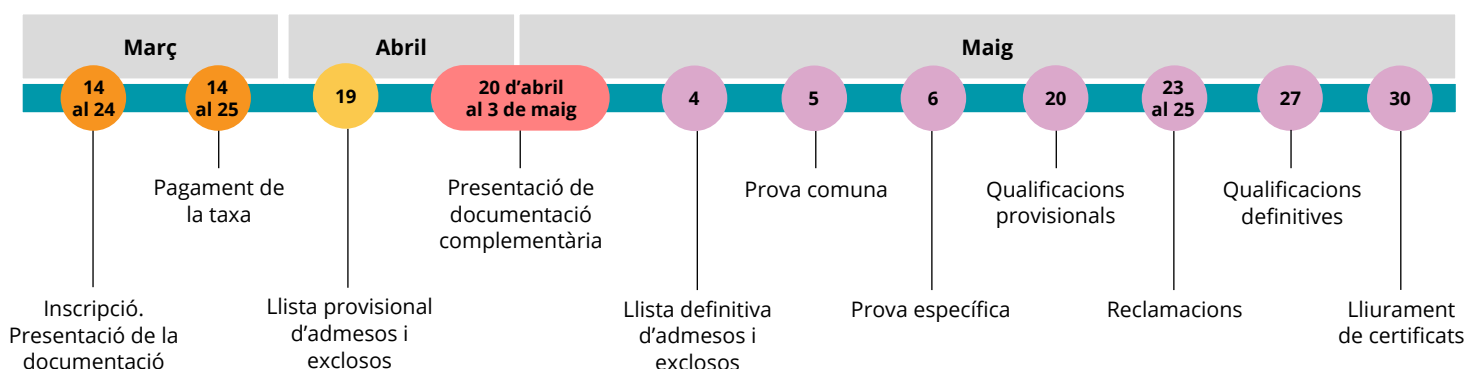 Març
Abril
Maig
14
al 24
14
al 25
19
20 d’abril
al 3 de maig
4
5
6
20
23
al 25
27
30
Pagament de
la taxa
Presentació de
documentació
complementària
Prova comuna
Qualificacions
provisionals
Qualificacions
definitives
Inscripció.
Presentació de la
documentació
Llista provisional
d’admesos i
exclosos
Llista definitiva
d’admesos i
exclosos
Prova específica
Reclamacions
Lliurament
de certificats